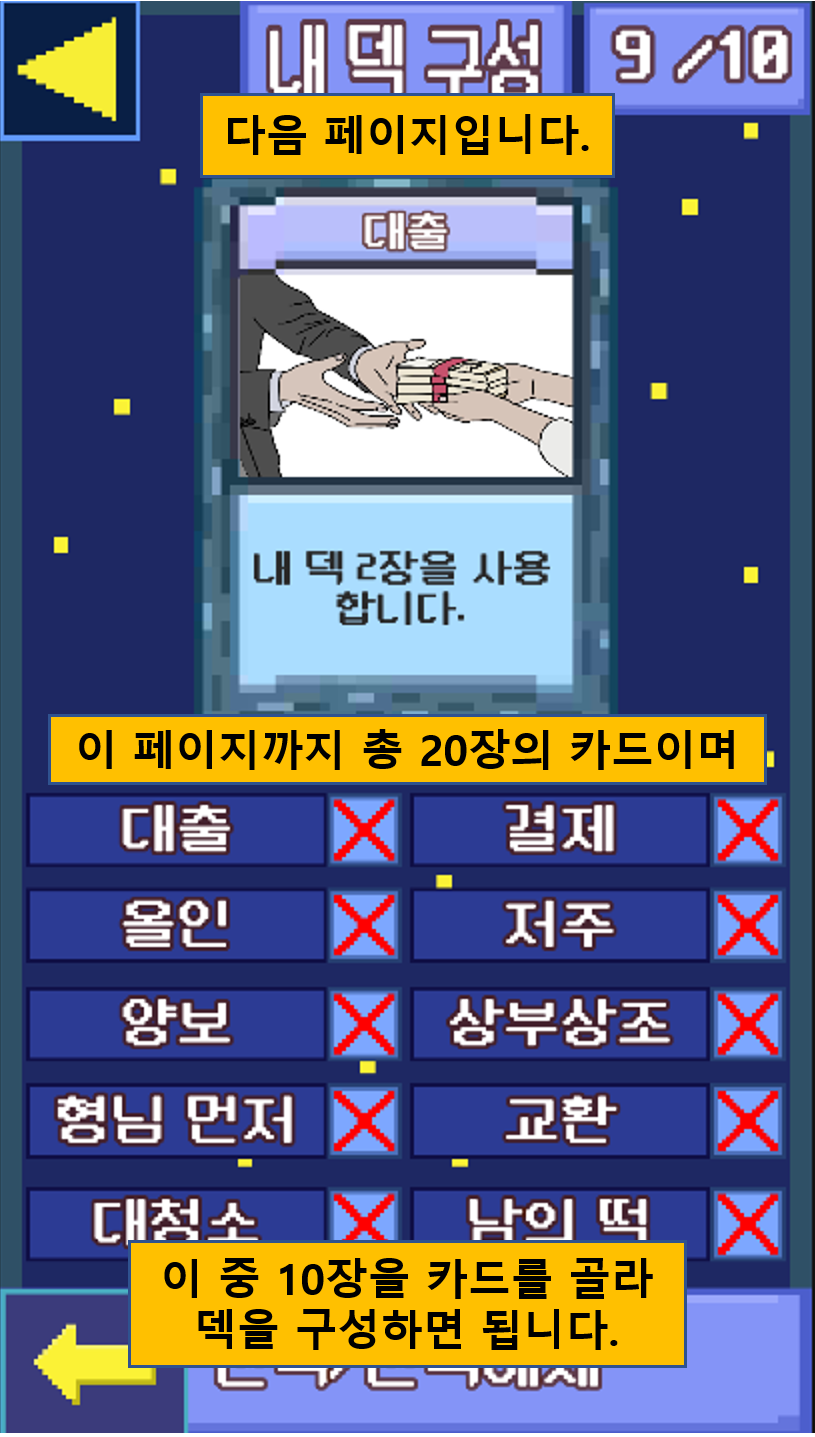 내 덱 구성
9 /10
다음 페이지입니다.
대출
내 덱 2장을 사용
합니다.
이 페이지까지 총 20장의 카드이며
대출
결제
올인
저주
양보
상부상조
형님 먼저
교환
대청소
남의 떡
이 중 10장을 카드를 골라
덱을 구성하면 됩니다.